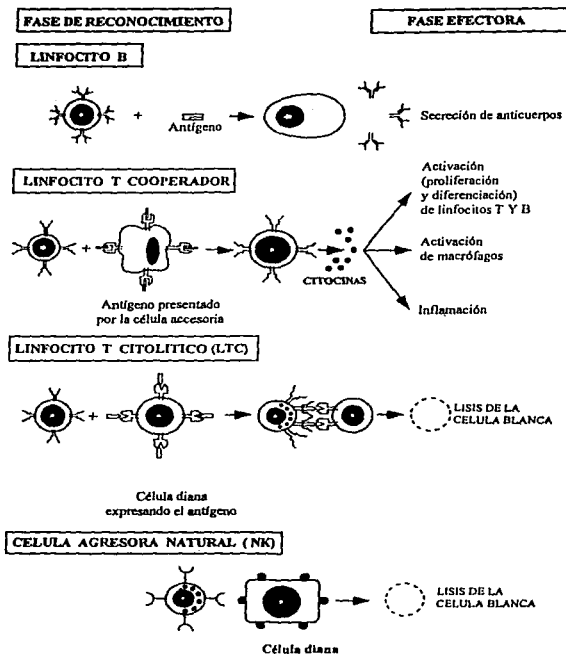 FASE DE RECONOCIMIENTO
FASE EFECTORA
LINFOCITO B
+
Antígeno
Secreción de anticuerpos
LINFOCITO T COOPERADOR
+
Antígeno presentado
por la célula accesoria
CITOCINAS
Activación
(proliferación
y diferenciación)
de linfocitos T Y B
Activación
de macrófagos
Inflamación
LINFOCITO T CITOLITICO (LTC)
+
Célula diana
expresando el antígeno
LISIS DE LA
CELULA BLANCA
CELULA AGRESORA NATURAL (NK)
Célula diana
LISIS DE LA
CELULA BLANCA